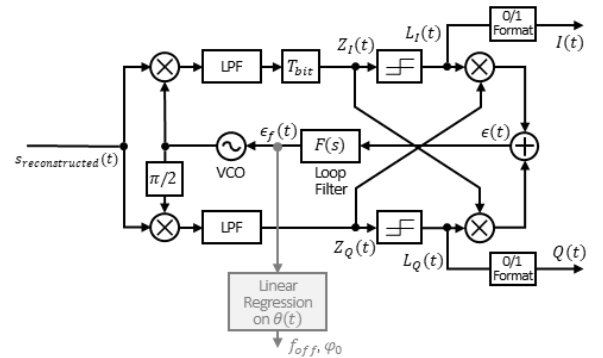 Z_I(t)
L_I(t)
0/1
Format
I(t)
LPF
T_bit
ϵ_f(t)
F(s)
Loop
Filter
ϵ(t)
s_reconstructed(t)
VCO
π/2
LPF
Z_Q(t)
L_Q(t)
0/1
Format
Q(t)
Linear
Regression
on θ(t)
f_off, φ_0